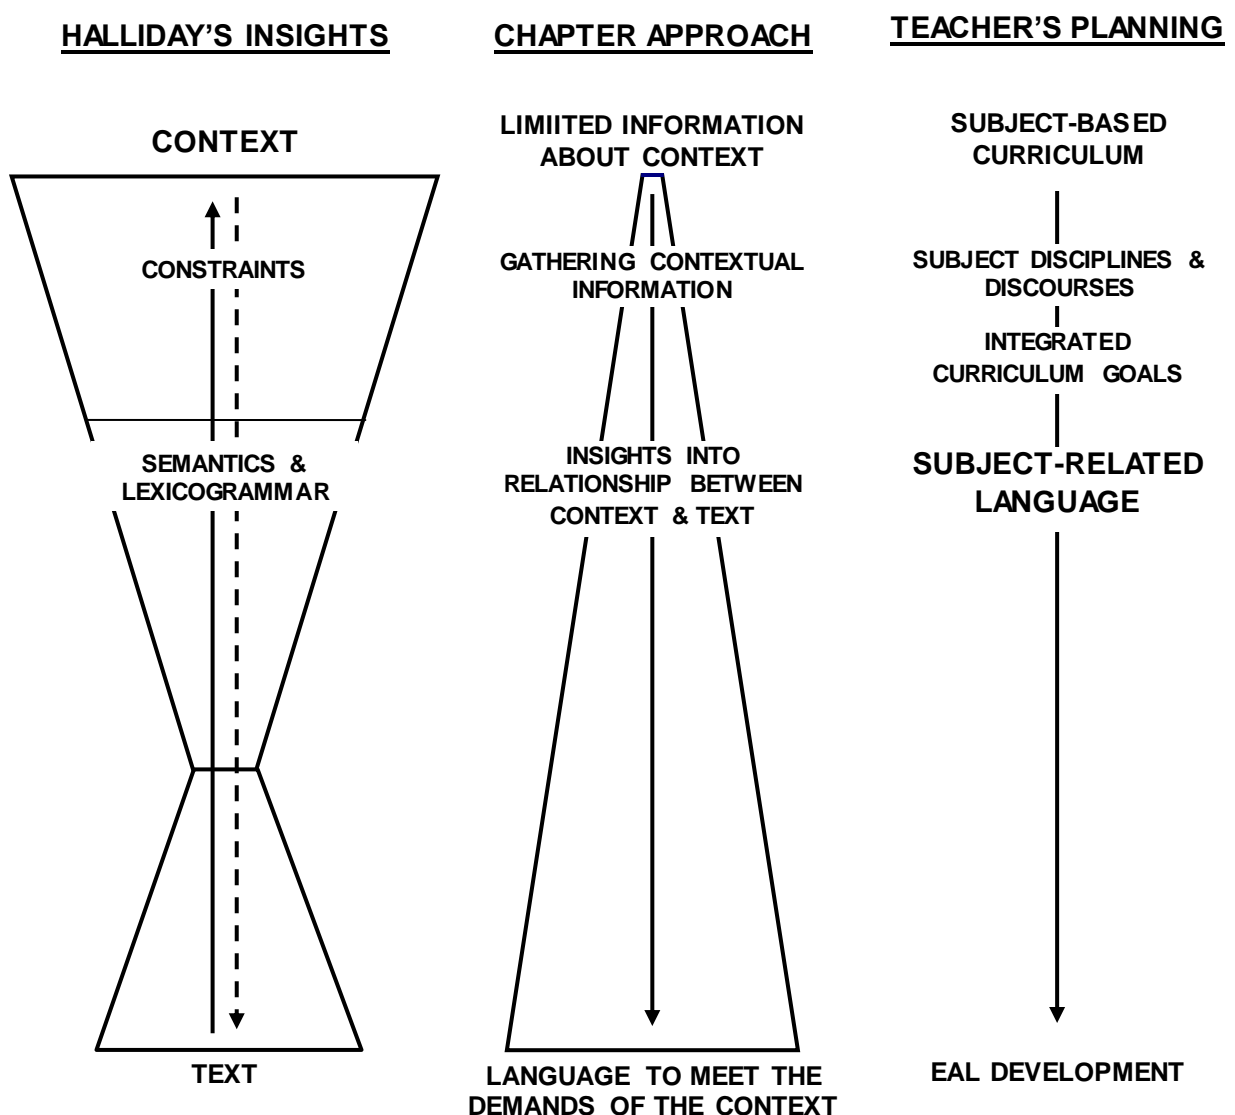 HALLIDAY'S INSIGHTS
CONTEXT
CONSTRAINTS
SEMANTICS &
LEXICOGRAMMAR
TEXT
CHAPTER APPROACH
LIMIITED INFORMATION
ABOUT CONTEXT
GATHERING CONTEXTUAL
INFORMATION
INSIGHTS INTO
RELATIONSHIP BETWEEN
CONTEXT & TEXT
LANGUAGE TO MEET THE
DEMANDS OF THE CONTEXT
TEACHER'S PLANNING
SUBJECT-BASED
CURRICULUM
SUBJECT DISCIPLINES &
DISCOURSES
INTEGRATED
CURRICULUM GOALS
SUBJECT-RELATED
LANGUAGE
EAL DEVELOPMENT